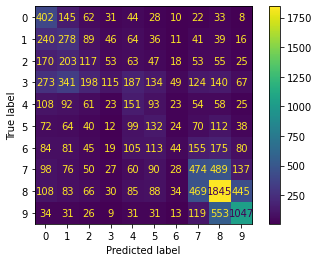 0 402 145 62 31 44 28 10 22 33 8
1 240 278 89 46 64 36 11 41 39 16
2 170 203 117 53 63 47 18 53 55 25
3 273 341 198 115 187 134 49 124 140 67
4 108 92 61 23 151 93 23 54 58 25
5 72 64 40 12 99 132 24 70 112 38
6 84 81 45 19 105 113 44 155 175 80
7 98 76 50 27 60 90 28 474 489 137
8 108 83 66 30 85 88 34 469 1845 445
9 34 31 26 9 31 31 13 119 553 1047
0 1 2 3 4 5 6 7 8 9
Predicted label
True label
1750
1500
1250
1000
750
500
250